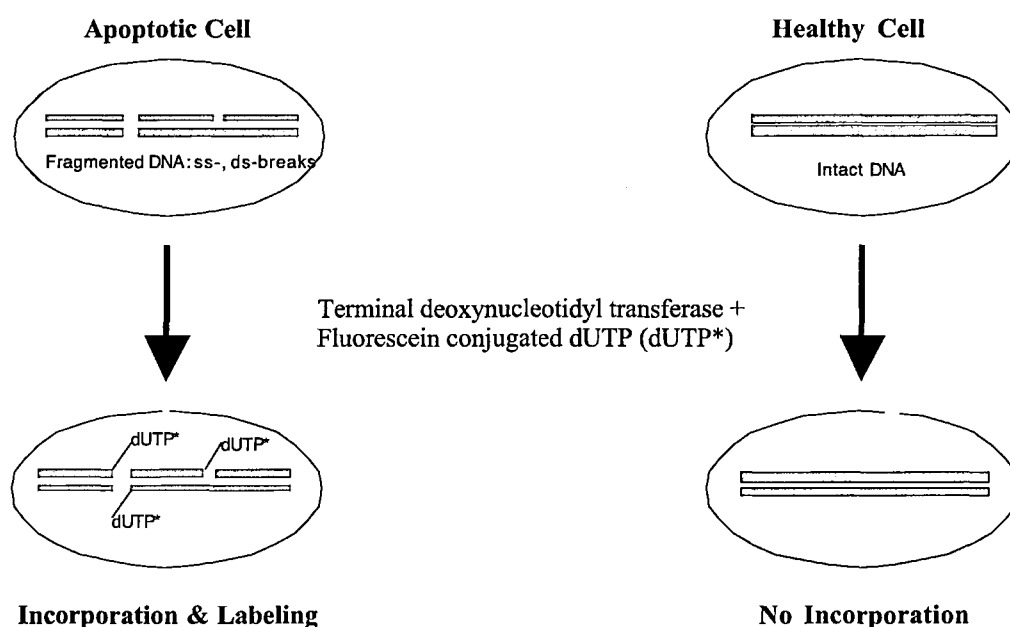 Apoptotic Cell
Healthy Cell
Fragmented DNA: ss-, ds-breaks
Intact DNA
Terminal deoxynucleotidyl transferase +
Fluorescein conjugated dUTP (dUTP*)
dUTP*
dUTP*
dUTP*
Incorporation & Labeling
No Incorporation